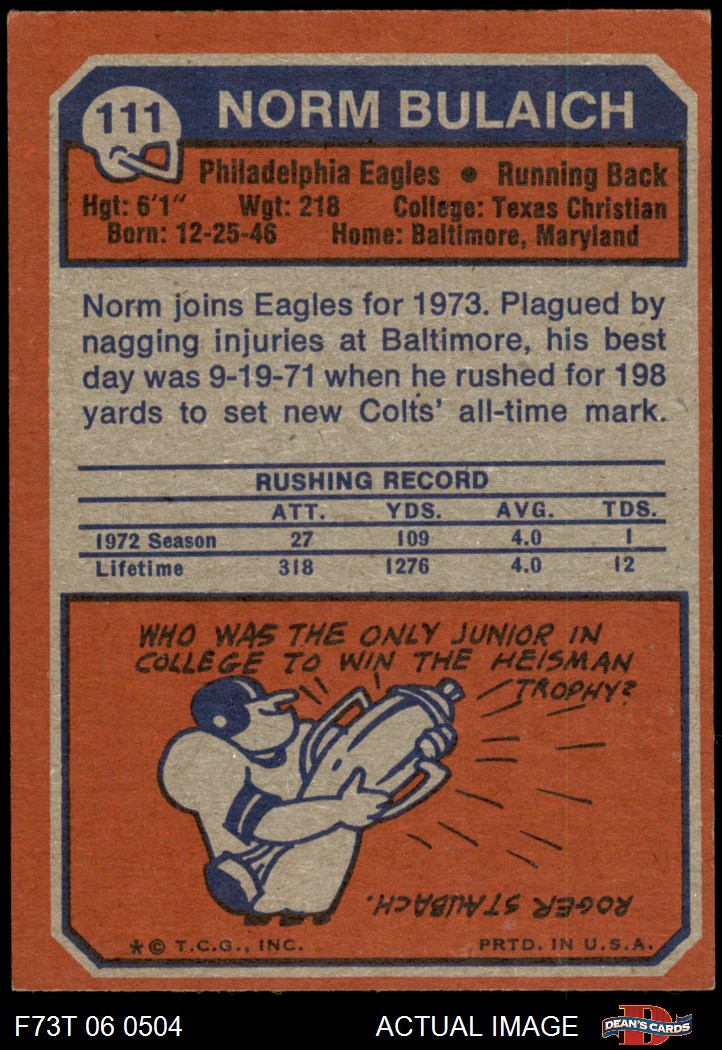 111
NORM BULAICH
Philadelphia Eagles • Running Back
Hgt: 6'1" Wgt: 218 College: Texas Christian
Born: 12-25-46 Home: Baltimore, Maryland
Norm joins Eagles for 1973. Plagued by
nagging injuries at Baltimore, his best
day was 9-19-71 when he rushed for 198
yards to set new Colts' all-time mark.
RUSHING RECORD
ATT. YDS. AVG. TDS.
1972 Season 27 109 4.0 1
Lifetime 318 1276 4.0 12
WHO WAS THE ONLY JUNIOR IN
COLLEGE TO WIN THE HEISMAN
TROPHY?
ROGER STAUBACH.
* © T.C.G., INC. PRTD. IN U.S.A.
F73T 06 0504 ACTUAL IMAGE D DEAN'S CARDS